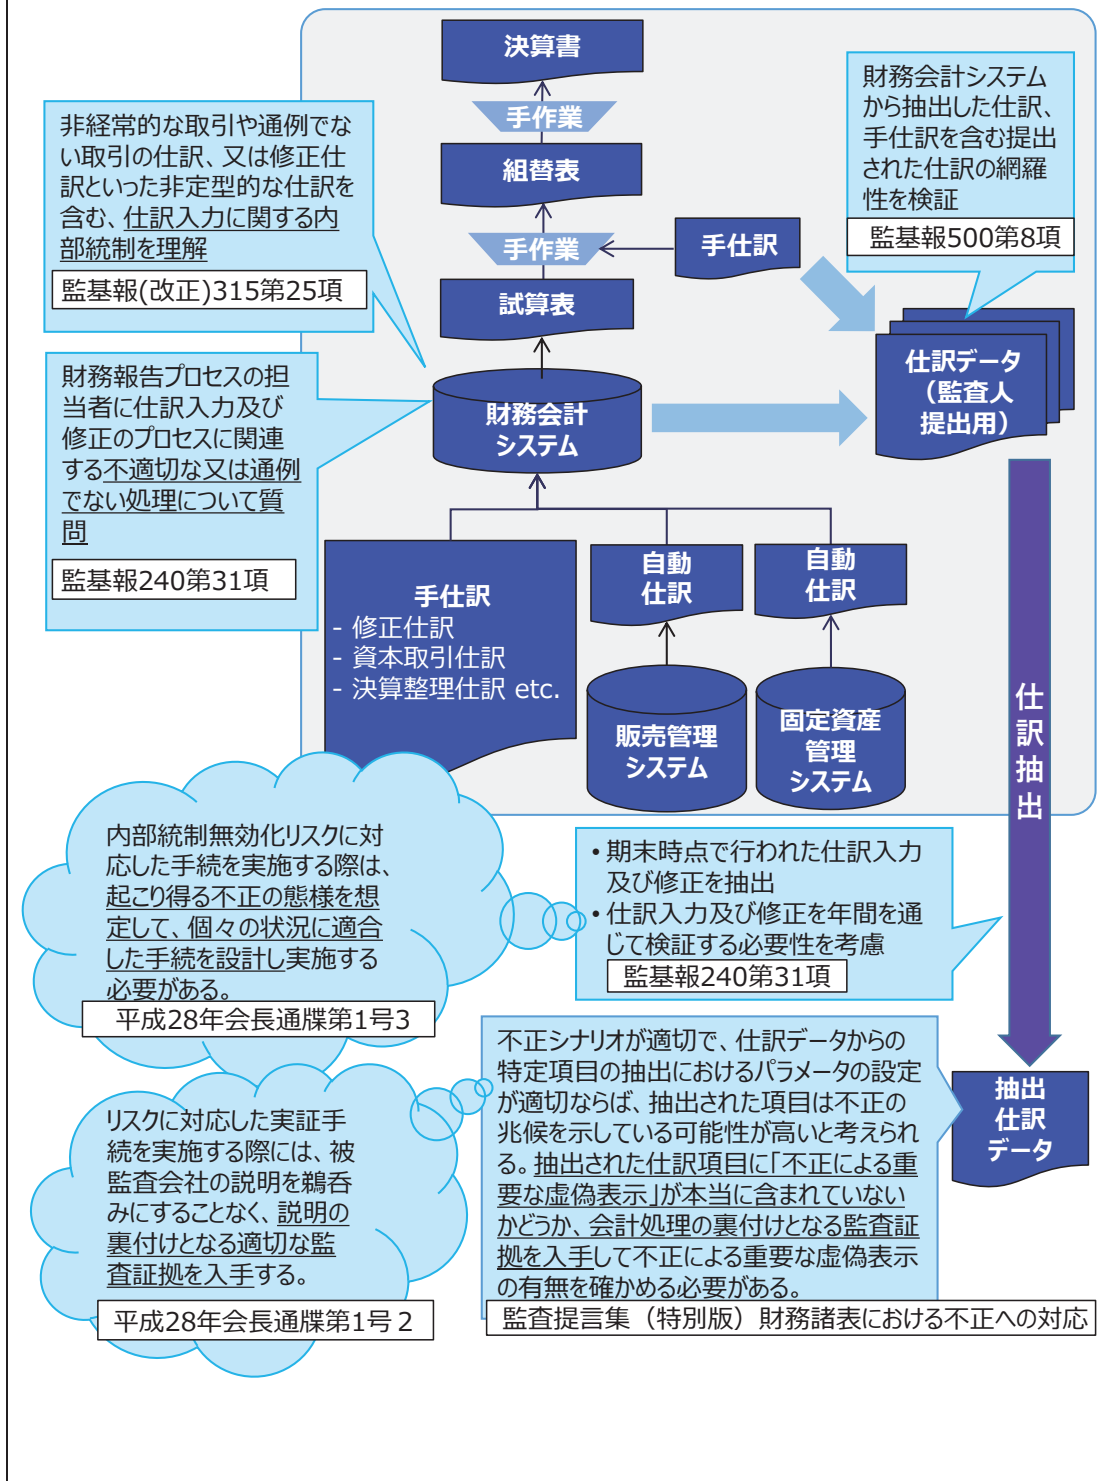 決算書
手作業
組替表
手作業
手仕訳
試算表
財務会計
システム
非経常的な取引や通例でな
い取引の仕訳、又は修正仕
訳といった非定型的な仕訳を
含む、仕訳入力に関する内
部統制を理解
監基報(改正)315第25項
財務会計システム
から抽出した仕訳、
手仕訳を含む提出
された仕訳の網羅
性を検証
監基報500第8項
仕訳データ
（監査人
提出用）
財務報告プロセスの担
当者に仕訳入力及び
修正のプロセスに関連
する不適切な又は通例
でない処理について質
問
監基報240第31項
手仕訳
- 修正仕訳
- 資本取引仕訳
- 決算整理仕訳 etc.
自動
仕訳
自動
仕訳
販売管理
システム
固定資産
管理
システム
仕訳抽出
内部統制無効化リスクに対
応した手続を実施する際は、
起こり得る不正の態様を想
定して、個々の状況に適合
した手続を設計し実施する
必要がある。
平成28年会長通牒第1号3
• 期末時点で行われた仕訳入力
及び修正を抽出
• 仕訳入力及び修正を年間を通
じて検証する必要性を考慮
監基報240第31項
リスクに対応した実証手
続を実施する際には、被
監査会社の説明を鵜呑
みにすることなく、説明の
裏付けとなる適切な監
査証拠を入手する。
平成28年会長通牒第1号２
不正シナリオが適切で、仕訳データからの
特定項目の抽出におけるパラメータの設定
が適切ならば、抽出された項目は不正の
兆候を示している可能性が高いと考えられ
る。抽出された仕訳項目に「不正による重
要な虚偽表示」が本当に含まれていない
かどうか、会計処理の裏付けとなる監査証
拠を入手して不正による重要な虚偽表示
の有無を確かめる必要がある。
監査提言集（特別版）財務諸表における不正への対応
抽出
仕訳
データ